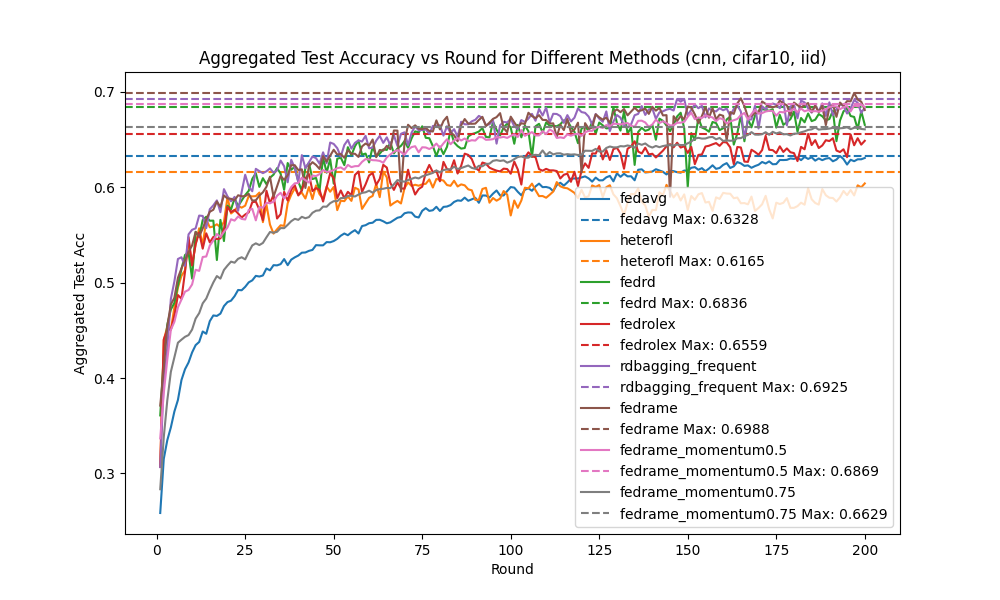 Aggregated Test Accuracy vs Round for Different Methods (cnn, cifar10, iid)
Aggregated Test Acc
0.7
0.6
0.5
0.4
0.3
fedavg
fedavg Max: 0.6328
heterofl
heterofl Max: 0.6165
fedrd
fedrd Max: 0.6836
fedrolex
fedrolex Max: 0.6559
rdbagging_frequent
rdbagging_frequent Max: 0.6925
fedrame
fedrame Max: 0.6988
fedrame_momentum0.5
fedrame_momentum0.5 Max: 0.6869
fedrame_momentum0.75
fedrame_momentum0.75 Max: 0.6629
0 25 50 75 100 125 150 175 200
Round